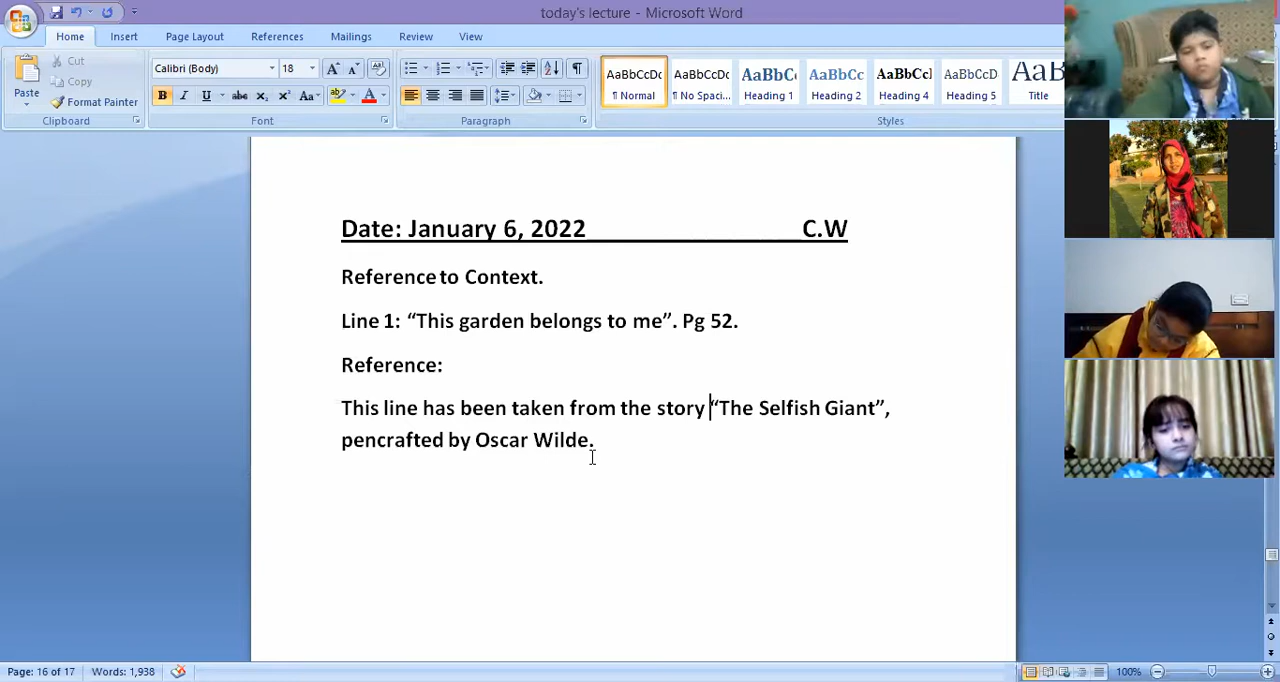 today's lecture - Microsoft Word
Home Insert Page Layout References Mailings Review View
Cut
Copy
Paste
Format Painter
Clipboard
Calibri (Body) 18
Font
Paragraph
AaBbCcDc AaBbCcDc AaBbC AaBbCc AaBbCcI AaBbCcD AaB
¶ Normal ¶ No Spaci... Heading 1 Heading 2 Heading 4 Heading 5 Title
Styles
Date: January 6, 2022 C.W
Reference to Context.
Line 1: “This garden belongs to me”. Pg 52.
Reference:
This line has been taken from the story “The Selfish Giant”,
pencrafted by Oscar Wilde.
Page: 16 of 17 Words: 1,938 100%